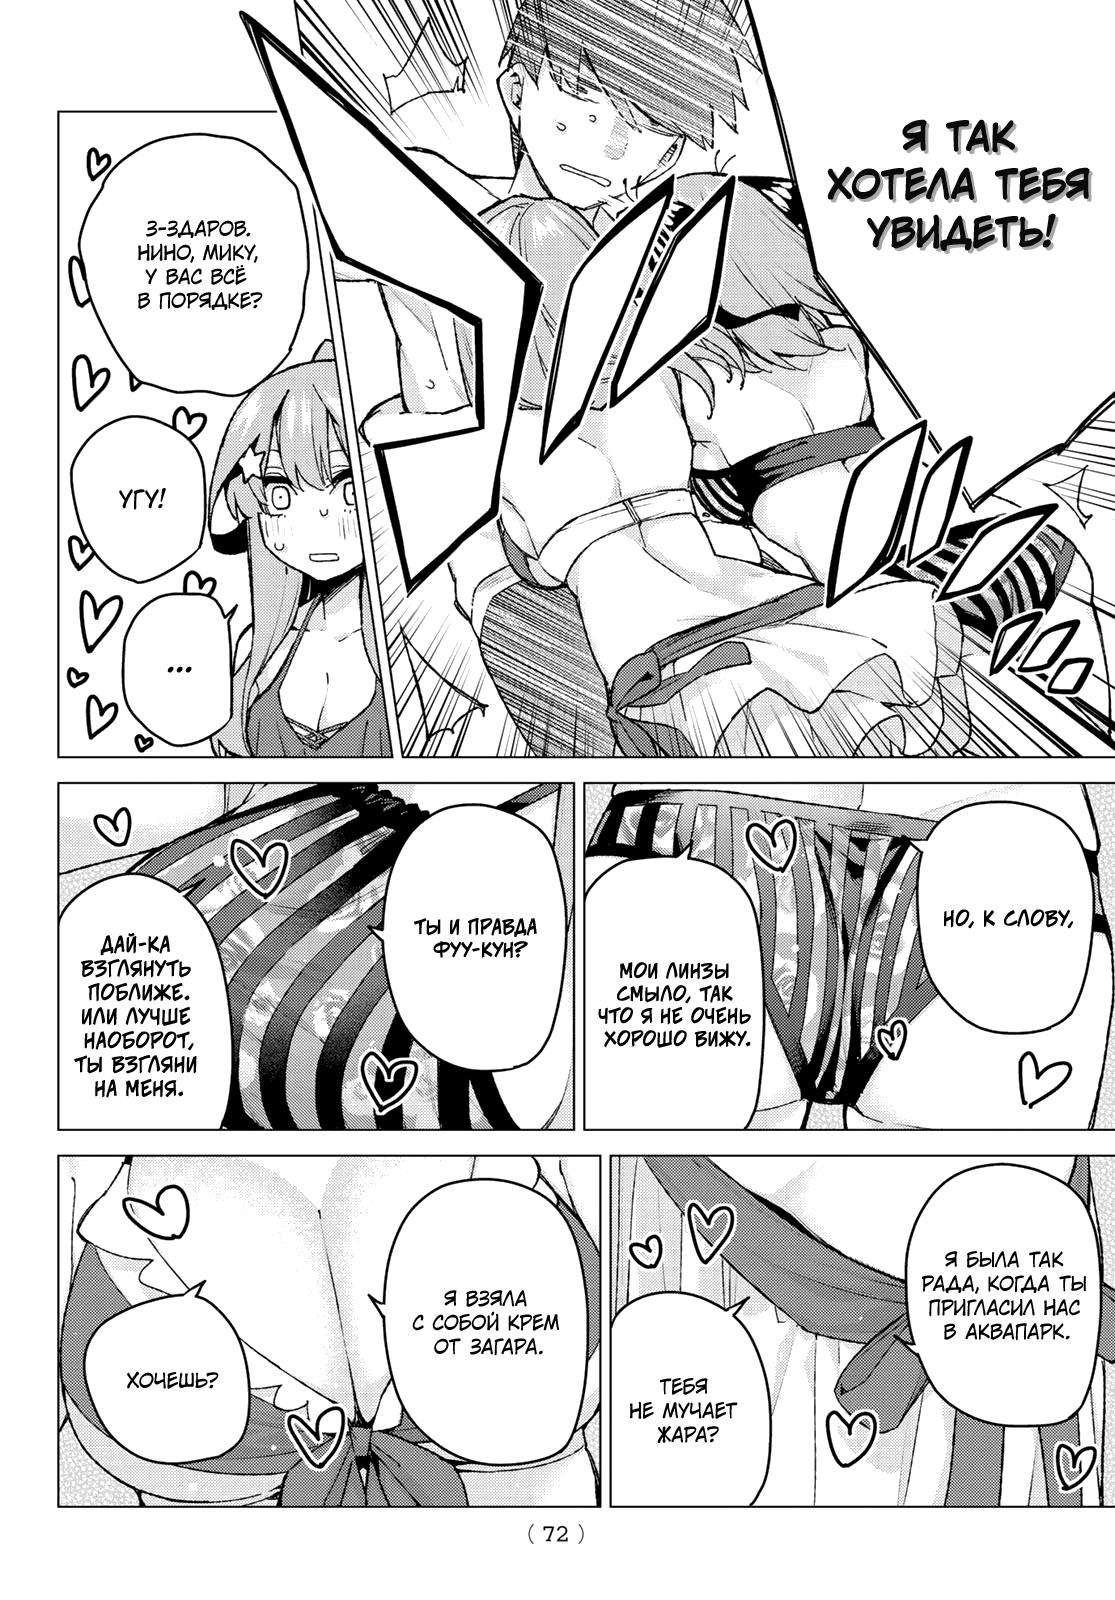 Я ТАК
ХОТЕЛА ТЕБЯ
УВИДЕТЬ!
З-ЗДАРОВ.
НИНО, МИКУ,
У ВАС ВСЁ
В ПОРЯДКЕ?
УГУ!
...
НО, К СЛОВУ,
МОИ ЛИНЗЫ
СМЫЛО, ТАК
ЧТО Я НЕ ОЧЕНЬ
ХОРОШО ВИЖУ.
ТЫ И ПРАВДА
ФУУ-КУН?
ДАЙ-КА
ВЗГЛЯНУТЬ
ПОБЛИЖЕ.
ИЛИ ЛУЧШЕ
НАОБОРОТ,
ТЫ ВЗГЛЯНИ
НА МЕНЯ.
Я БЫЛА ТАК
РАДА, КОГДА ТЫ
ПРИГЛАСИЛ НАС
В АКВАПАРК.
ТЕБЯ
НЕ МУЧАЕТ
ЖАРА?
Я ВЗЯЛА
С СОБОЙ КРЕМ
ОТ ЗАГАРА.
ХОЧЕШЬ?
( 72 )